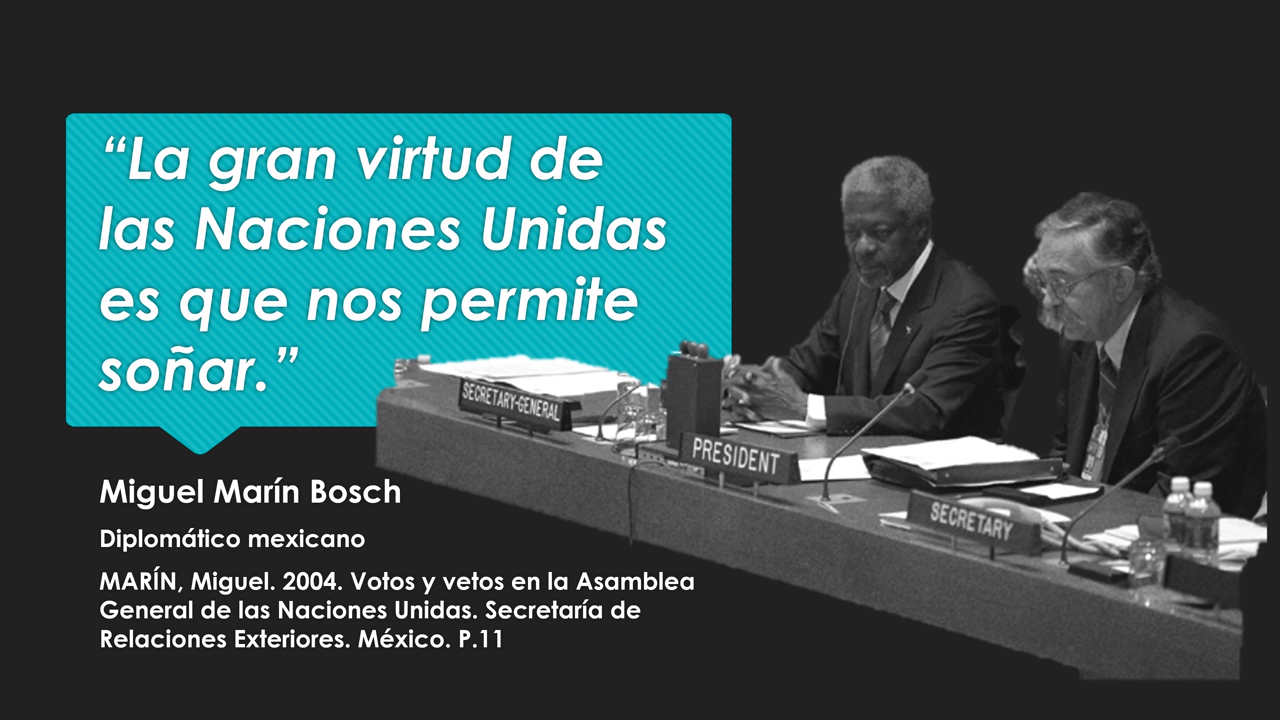 “La gran virtud de
las Naciones Unidas
es que nos permite
soñar.”
SECRETARY-GENERAL
PRESIDENT
SECRETARY
Miguel Marín Bosch
Diplomático mexicano
MARÍN, Miguel. 2004. Votos y vetos en la Asamblea
General de las Naciones Unidas. Secretaría de
Relaciones Exteriores. México. P.11